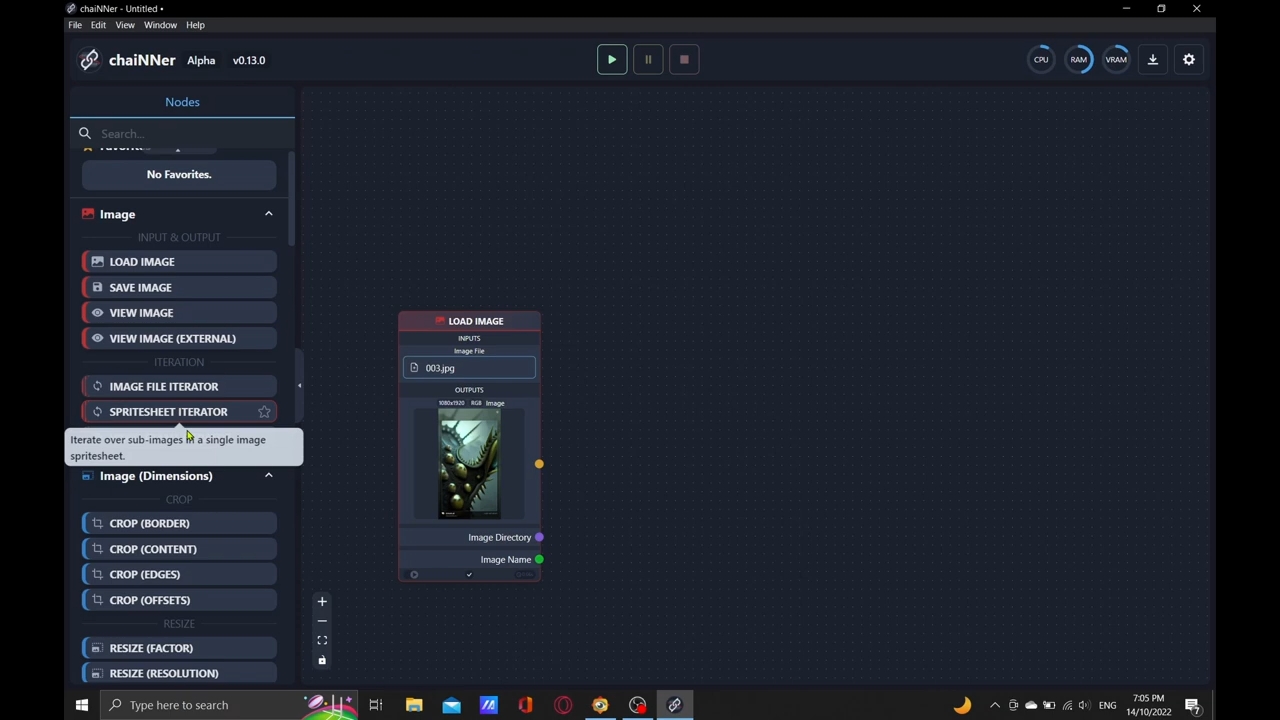 chaiNNer - Untitled •
File Edit View Window Help
chaiNNer Alpha v0.13.0
CPU RAM VRAM
Nodes
Search...
No Favorites.
Image
INPUT & OUTPUT
LOAD IMAGE
SAVE IMAGE
VIEW IMAGE
VIEW IMAGE (EXTERNAL)
ITERATION
IMAGE FILE ITERATOR
SPRITESHEET ITERATOR
Iterate over sub-images in a single image
spritesheet.
Image (Dimensions)
CROP
CROP (BORDER)
CROP (CONTENT)
CROP (EDGES)
CROP (OFFSETS)
RESIZE
RESIZE (FACTOR)
RESIZE (RESOLUTION)
LOAD IMAGE
INPUTS
Image File
003.jpg
OUTPUTS
1080x1920 RGB Image
Image Directory
Image Name
Type here to search
ENG
7:05 PM
14/10/2022